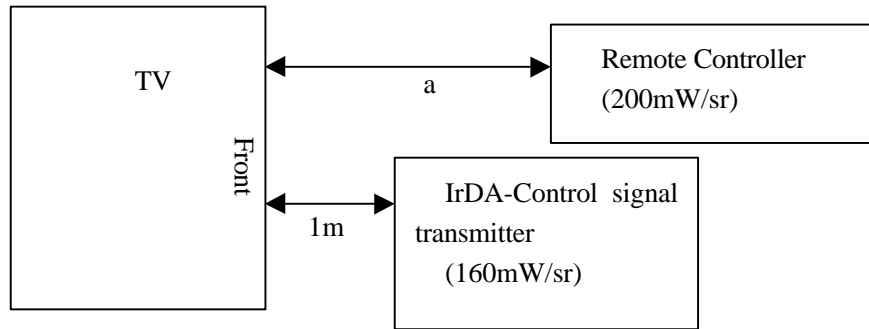 TV
Front
a
Remote Controller
(200mW/sr)
1m
IrDA-Control signal
transmitter
(160mW/sr)